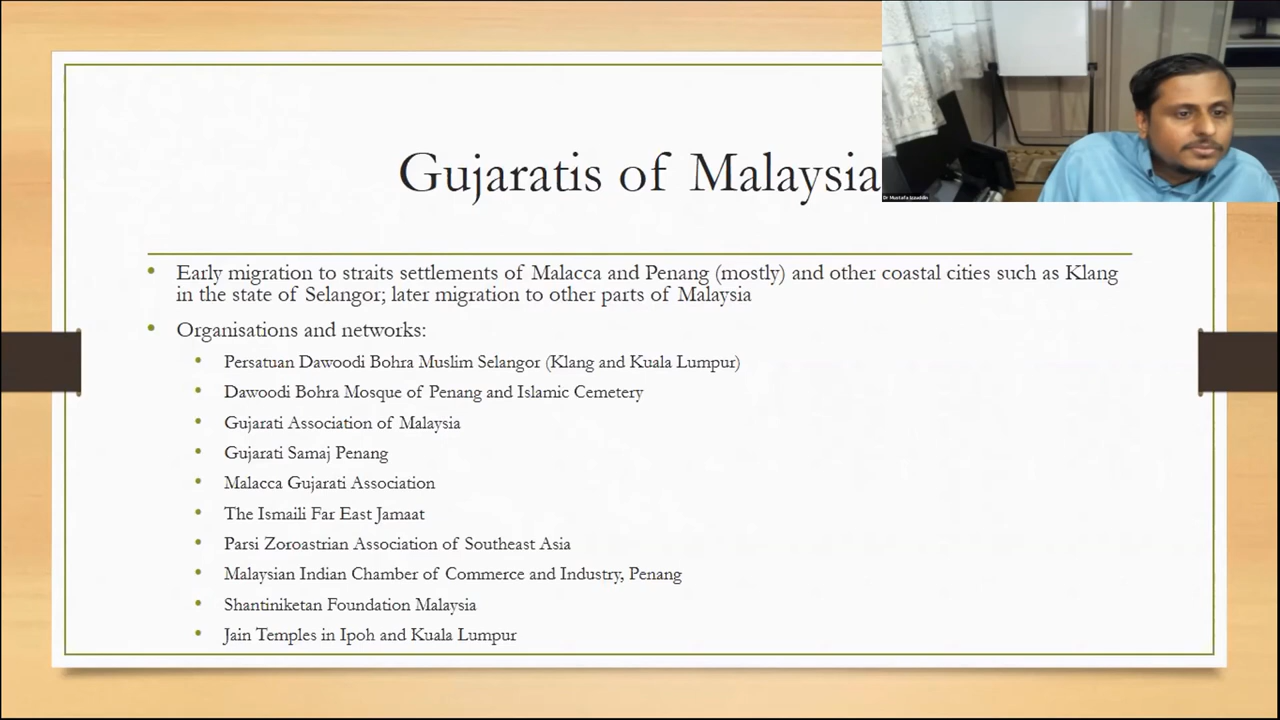 Gujaratis of Malaysia
Dr Mustafa Izzuddin
Early migration to straits settlements of Malacca and Penang (mostly) and other coastal cities such as Klang
in the state of Selangor; later migration to other parts of Malaysia
Organisations and networks:
Persatuan Dawoodi Bohra Muslim Selangor (Klang and Kuala Lumpur)
Dawoodi Bohra Mosque of Penang and Islamic Cemetery
Gujarati Association of Malaysia
Gujarati Samaj Penang
Malacca Gujarati Association
The Ismaili Far East Jamaat
Parsi Zoroastrian Association of Southeast Asia
Malaysian Indian Chamber of Commerce and Industry, Penang
Shantiniketan Foundation Malaysia
Jain Temples in Ipoh and Kuala Lumpur